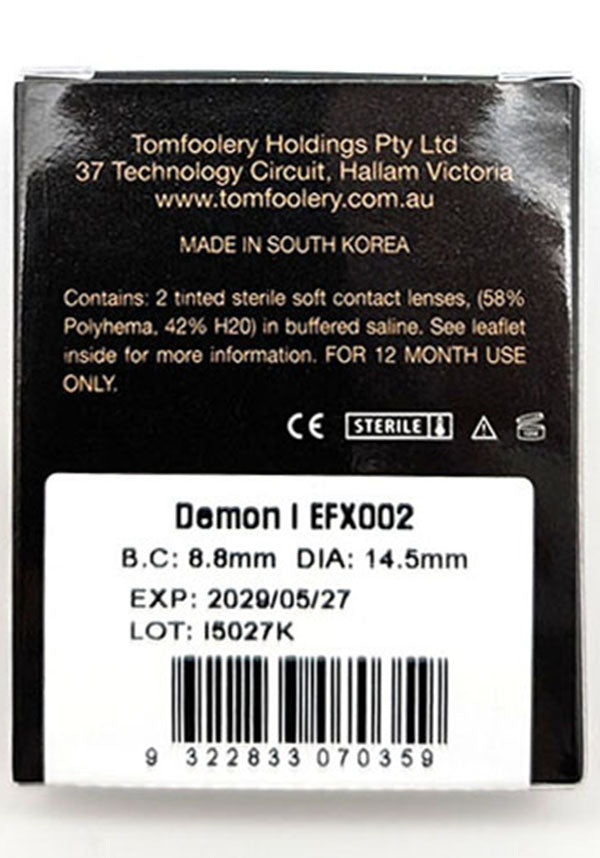 Tomfoolery Holdings Pty Ltd
37 Technology Circuit, Hallam Victoria
www.tomfoolery.com.au
MADE IN SOUTH KOREA
Contains: 2 tinted sterile soft contact lenses, (58%
Polyhema, 42% H20) in buffered saline. See leaflet
inside for more information. FOR 12 MONTH USE
ONLY.
CE STERILE
Demon I EFX002
B.C: 8.8mm DIA: 14.5mm
EXP: 2029/05/27
LOT: I5027K
9 322833 070359